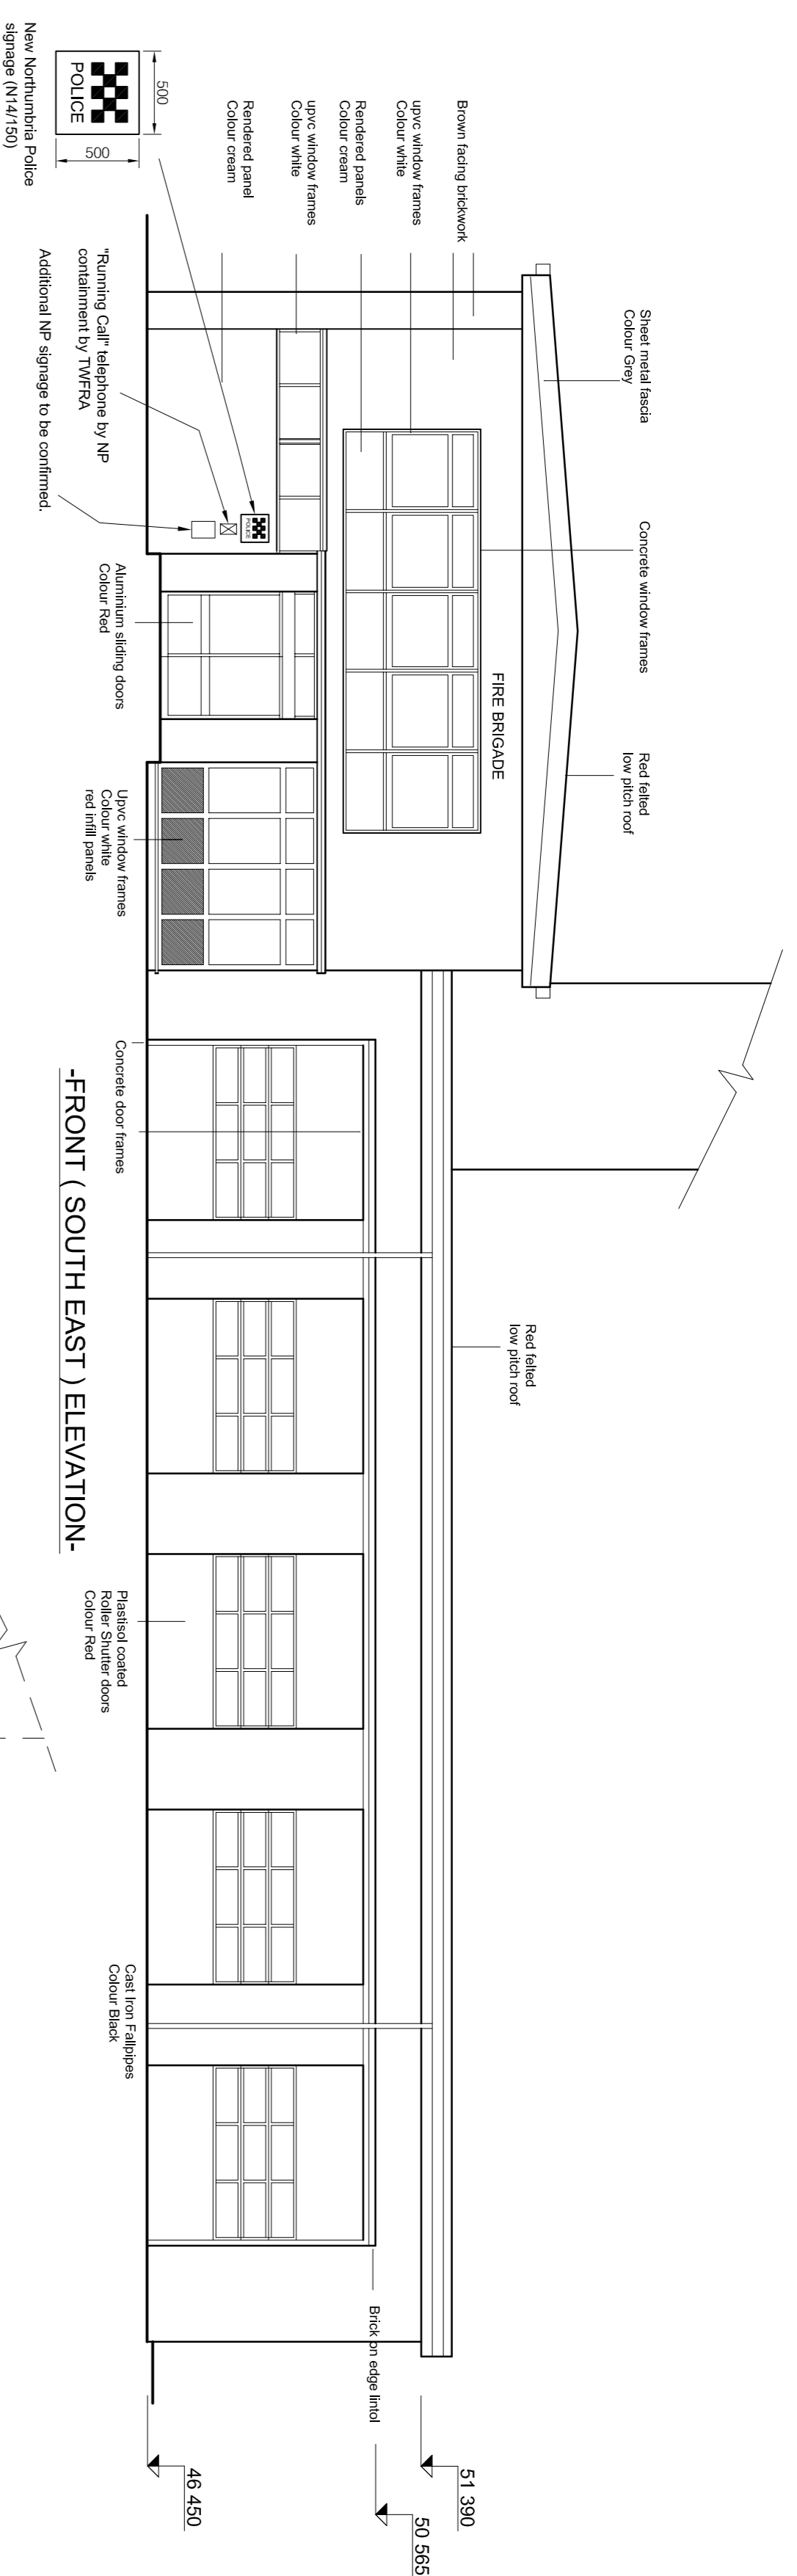 Sheet metal fascia
Colour Grey
Concrete window frames
Red felted
low pitch roof
Brown facing brickwork
upvc window frames
Colour white
Rendered panels
Colour cream
upvc window frames
Colour white
Rendered panel
Colour cream
FIRE BRIGADE
Red felted
low pitch roof
Brick on edge lintol
51 390
50 565
46 450
500
500
POLICE
New Northumbria Police
signage (N14/150)
"Running Call" telephone by NP
containment by TWFRA
Additional NP signage to be confirmed.
POLICE
Aluminium sliding doors
Colour Red
Upvc window frames
Colour white
red infill panels
Concrete door frames
Plastisol coated
Roller Shutter doors
Colour Red
Cast Iron Fallpipes
Colour Black
-FRONT ( SOUTH EAST ) ELEVATION-